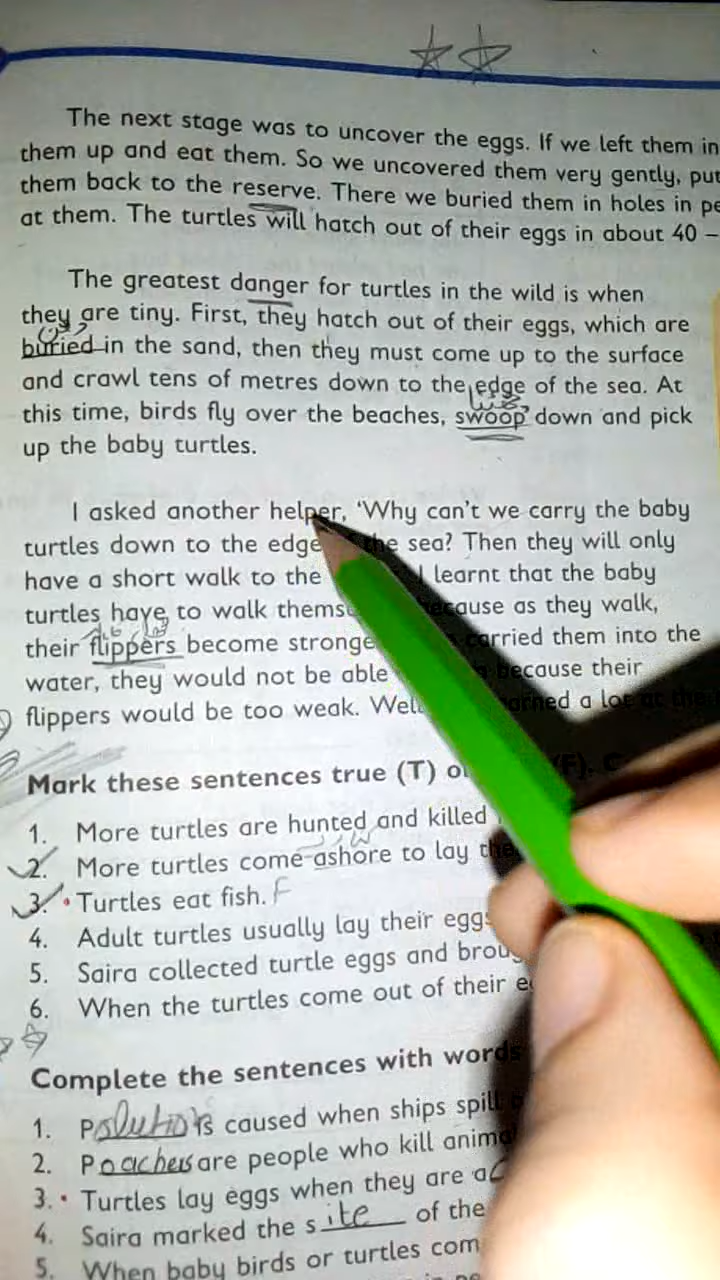 The next stage was to uncover the eggs. If we left them in
them up and eat them. So we uncovered them very gently, put
them back to the reserve. There we buried them in holes in pe
at them. The turtles will hatch out of their eggs in about 40 –
The greatest danger for turtles in the wild is when
they are tiny. First, they hatch out of their eggs, which are
buried in the sand, then they must come up to the surface
and crawl tens of metres down to the edge of the sea. At
this time, birds fly over the beaches, swoop down and pick
up the baby turtles.
I asked another helper, 'Why can't we carry the baby
turtles down to the edge the sea? Then they will only
have a short walk to the I learnt that the baby
turtles have to walk themse because as they walk,
their flippers become stronge carried them into the
water, they would not be able because their
flippers would be too weak. Well a lot at
Mark these sentences true (T) o (F). C
1. More turtles are hunted and killed
2. More turtles come ashore to lay the
3. Turtles eat fish. F
4. Adult turtles usually lay their eggs
5. Saira collected turtle eggs and broug
6. When the turtles come out of their e
Complete the sentences with words
1. Polution is caused when ships spill
2. Poachers are people who kill anima
3. Turtles lay eggs when they are a
4. Saira marked the site of the
5. When baby birds or turtles com